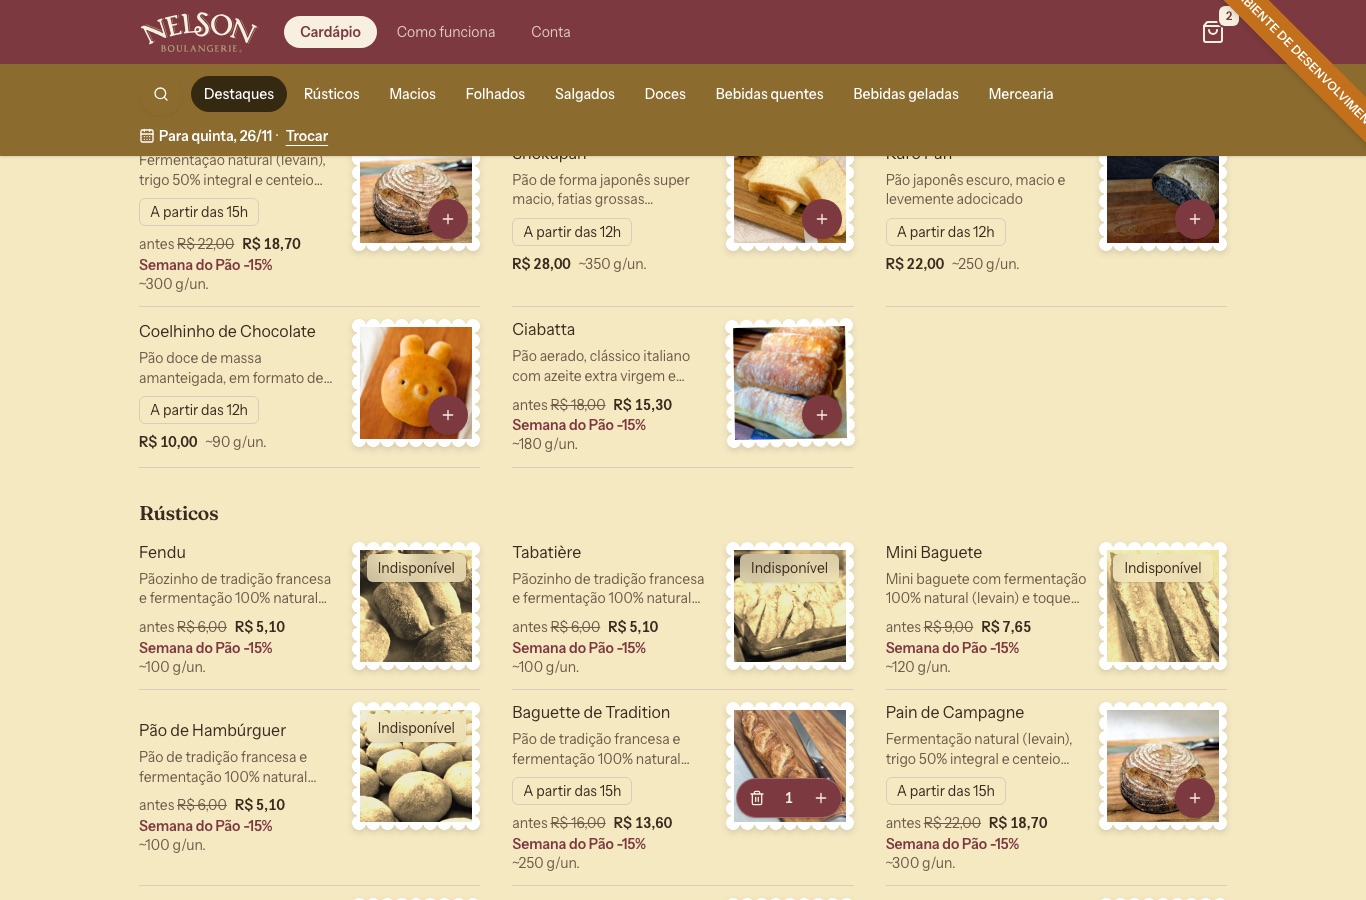 NELSON
BOULANGERIE.
Cardápio
Como funciona
Conta
2
Destaques
Rústicos
Macios
Folhados
Salgados
Doces
Bebidas quentes
Bebidas geladas
Mercearia
Para quinta, 26/11 · Trocar
Fermentação natural (levain),
trigo 50% integral e centeio...
A partir das 15h
antes R$ 22,00 R$ 18,70
Semana do Pão -15%
~300 g/un.
Pão de forma japonês super
macio, fatias grossas...
A partir das 12h
R$ 28,00 ~350 g/un.
Pão japonês escuro, macio e
levemente adocicado
A partir das 12h
R$ 22,00 ~250 g/un.
Coelhinho de Chocolate
Pão doce de massa
amanteigada, em formato de...
A partir das 12h
R$ 10,00 ~90 g/un.
Ciabatta
Pão aerado, clássico italiano
com azeite extra virgem e...
antes R$ 18,00 R$ 15,30
Semana do Pão -15%
~180 g/un.
Rústicos
Fendu
Pãozinho de tradição francesa
e fermentação 100% natural...
antes R$ 6,00 R$ 5,10
Semana do Pão -15%
~100 g/un.
Indisponível
Tabatière
Pãozinho de tradição francesa
e fermentação 100% natural...
antes R$ 6,00 R$ 5,10
Semana do Pão -15%
~100 g/un.
Indisponível
Mini Baguete
Mini baguete com fermentação
100% natural (levain) e toque...
antes R$ 9,00 R$ 7,65
Semana do Pão -15%
~120 g/un.
Indisponível
Pão de Hambúrguer
Pão de tradição francesa e
fermentação 100% natural...
antes R$ 6,00 R$ 5,10
Semana do Pão -15%
~100 g/un.
Indisponível
Baguette de Tradition
Pão de tradição francesa e
fermentação 100% natural...
A partir das 15h
antes R$ 16,00 R$ 13,60
Semana do Pão -15%
~250 g/un.
1
Pain de Campagne
Fermentação natural (levain),
trigo 50% integral e centeio...
A partir das 15h
antes R$ 22,00 R$ 18,70
Semana do Pão -15%
~300 g/un.